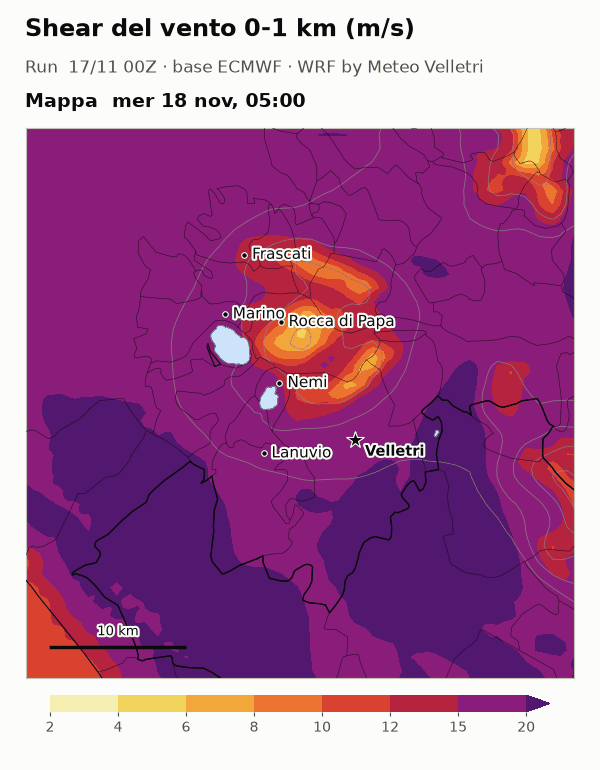 Shear del vento 0-1 km (m/s)
Run  17/11 00Z · base ECMWF · WRF by Meteo Velletri
Mappa  mer 18 nov, 05:00
Frascati
Marino
Rocca di Papa
Nemi
Velletri
Lanuvio
10 km
2 4 6 8 10 12 15 20